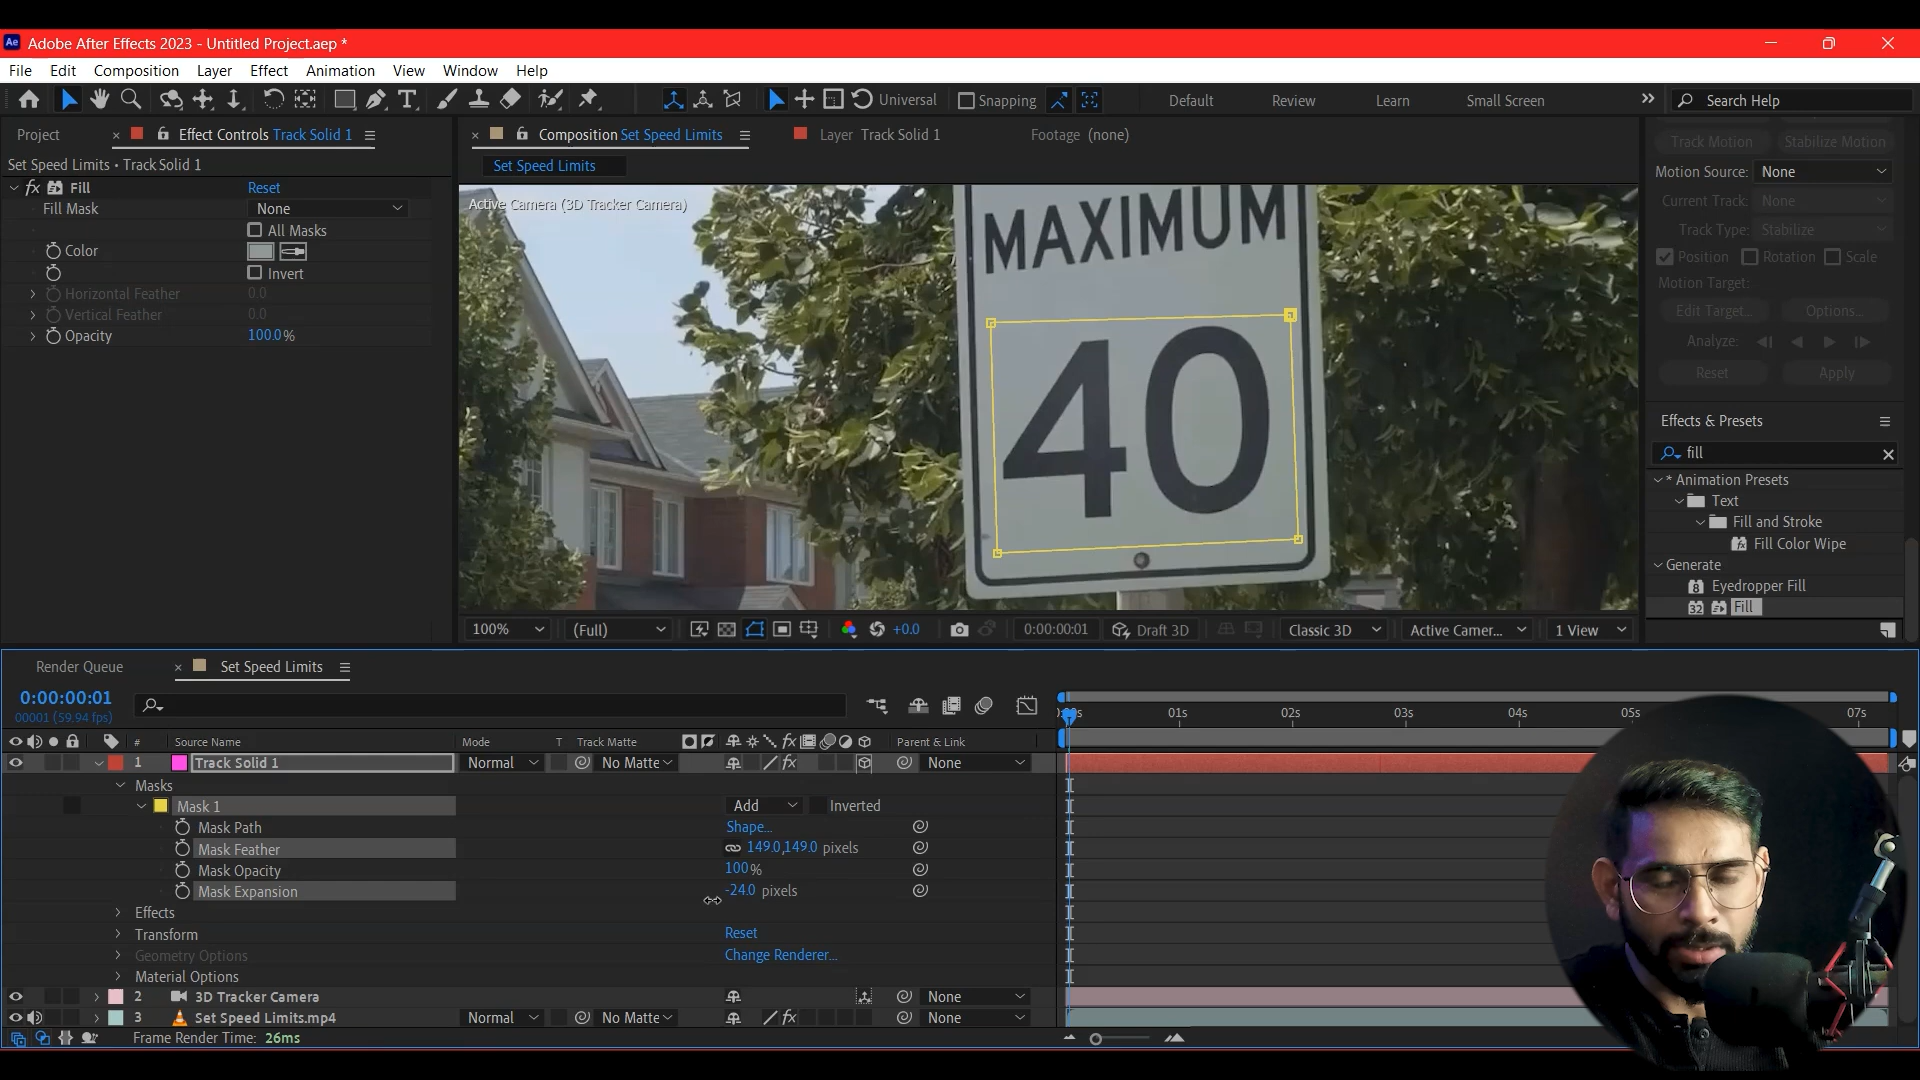 Ae Adobe After Effects 2023 - Untitled Project.aep *
File Edit Composition Layer Effect Animation View Window Help
T Universal Snapping Default Review Learn Small Screen Search Help
Project Effect Controls Track Solid 1
Set Speed Limits • Track Solid 1
fx Fill Reset
Fill Mask None
All Masks
Color
Invert
Horizontal Feather 0.0
Vertical Feather 0.0
Opacity 100.0%
Composition Set Speed Limits Layer Track Solid 1 Footage (none)
Set Speed Limits
Active Camera (3D Tracker Camera)
MAXIMUM
40
100% (Full) +0.0 0:00:00:01 Draft 3D Classic 3D Active Camer... 1 View
Track Motion Stabilize Motion
Motion Source: None
Current Track: None
Track Type: Stabilize
Position Rotation Scale
Motion Target:
Edit Target... Options...
Analyze:
Reset Apply
Effects & Presets
fill
* Animation Presets
Text
Fill and Stroke
Fill Color Wipe
Generate
8 Eyedropper Fill
32 Fill
Render Queue Set Speed Limits
0:00:00:01
00001 (59.94 fps)
01s 02s 03s 04s 05s 07s
# Source Name Mode T Track Matte fx Parent & Link
1 Track Solid 1 Normal No Matte fx None
Masks
Mask 1 Add Inverted
Mask Path Shape...
Mask Feather 149.0,149.0 pixels
Mask Opacity 100%
Mask Expansion -24.0 pixels
Effects
Transform Reset
Geometry Options Change Renderer...
Material Options
2 3D Tracker Camera None
3 Set Speed Limits.mp4 Normal No Matte fx None
Frame Render Time: 26ms